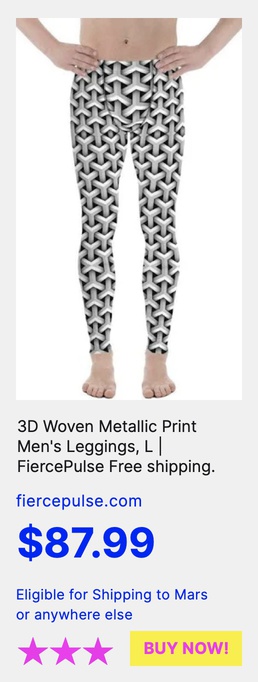 3D Woven Metallic Print
Men's Leggings, L |
FiercePulse Free shipping.
fiercepulse.com
$87.99
Eligible for Shipping to Mars
or anywhere else
BUY NOW!